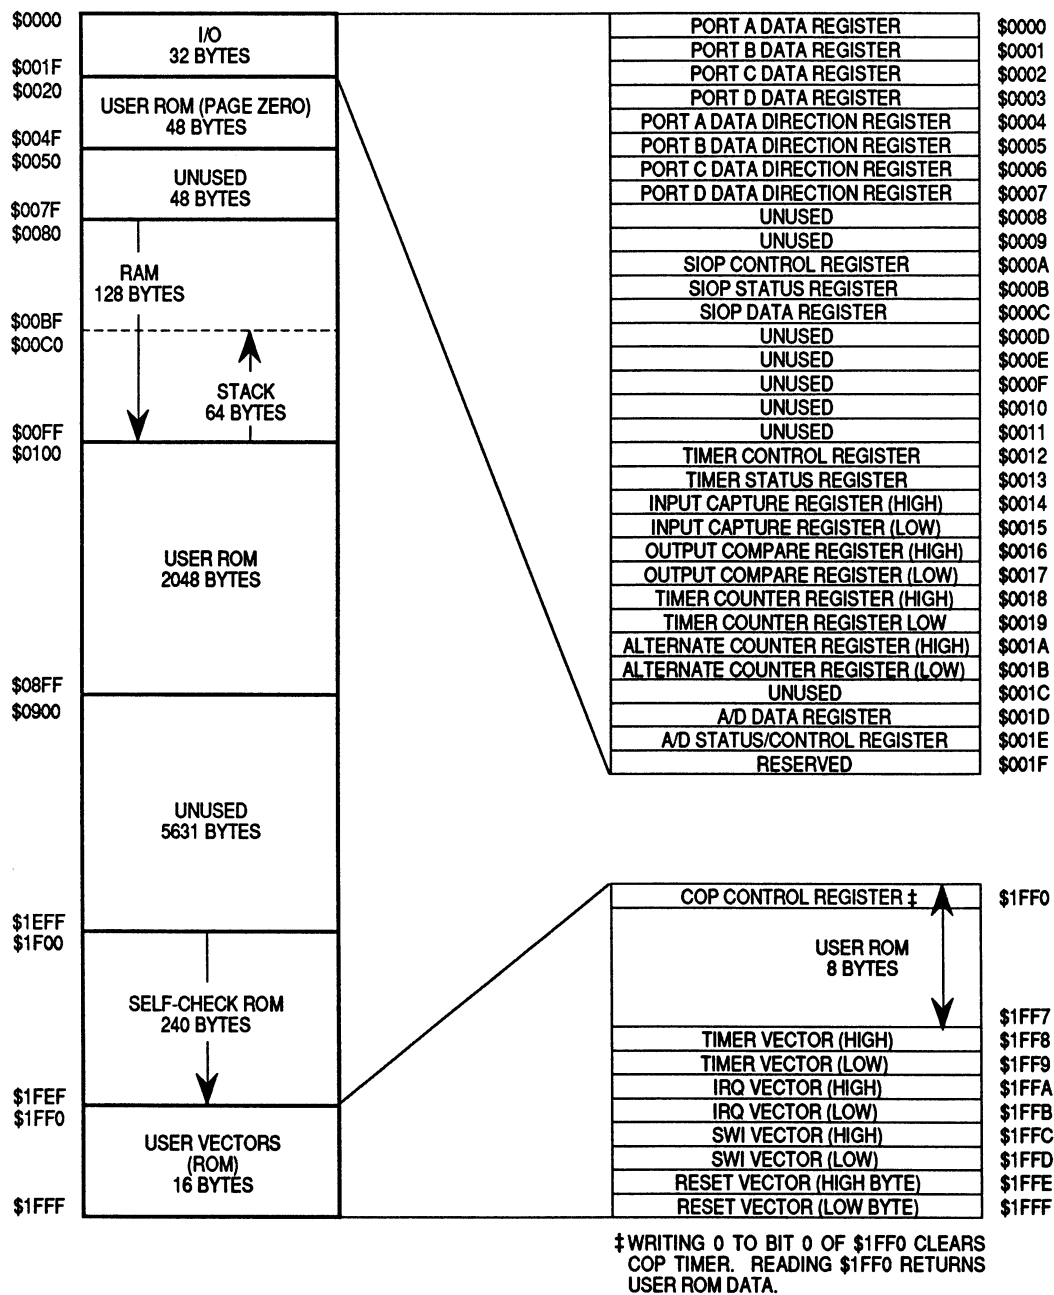 $0000
I/O
32 BYTES
$001F
$0020
USER ROM (PAGE ZERO)
48 BYTES
$004F
$0050
UNUSED
48 BYTES
$007F
$0080
RAM
128 BYTES
$00BF
$00C0
STACK
64 BYTES
$00FF
$0100
USER ROM
2048 BYTES
$08FF
$0900
UNUSED
5631 BYTES
$1EFF
$1F00
SELF-CHECK ROM
240 BYTES
$1FEF
$1FF0
USER VECTORS
(ROM)
16 BYTES
$1FFF
PORT A DATA REGISTER $0000
PORT B DATA REGISTER $0001
PORT C DATA REGISTER $0002
PORT D DATA REGISTER $0003
PORT A DATA DIRECTION REGISTER $0004
PORT B DATA DIRECTION REGISTER $0005
PORT C DATA DIRECTION REGISTER $0006
PORT D DATA DIRECTION REGISTER $0007
UNUSED $0008
UNUSED $0009
SIOP CONTROL REGISTER $000A
SIOP STATUS REGISTER $000B
SIOP DATA REGISTER $000C
UNUSED $000D
UNUSED $000E
UNUSED $000F
UNUSED $0010
UNUSED $0011
TIMER CONTROL REGISTER $0012
TIMER STATUS REGISTER $0013
INPUT CAPTURE REGISTER (HIGH) $0014
INPUT CAPTURE REGISTER (LOW) $0015
OUTPUT COMPARE REGISTER (HIGH) $0016
OUTPUT COMPARE REGISTER (LOW) $0017
TIMER COUNTER REGISTER (HIGH) $0018
TIMER COUNTER REGISTER LOW $0019
ALTERNATE COUNTER REGISTER (HIGH) $001A
ALTERNATE COUNTER REGISTER (LOW) $001B
UNUSED $001C
A/D DATA REGISTER $001D
A/D STATUS/CONTROL REGISTER $001E
RESERVED $001F
COP CONTROL REGISTER ‡ $1FF0
USER ROM
8 BYTES
$1FF7
TIMER VECTOR (HIGH) $1FF8
TIMER VECTOR (LOW) $1FF9
IRQ VECTOR (HIGH) $1FFA
IRQ VECTOR (LOW) $1FFB
SWI VECTOR (HIGH) $1FFC
SWI VECTOR (LOW) $1FFD
RESET VECTOR (HIGH BYTE) $1FFE
RESET VECTOR (LOW BYTE) $1FFF
‡ WRITING 0 TO BIT 0 OF $1FF0 CLEARS
COP TIMER. READING $1FF0 RETURNS
USER ROM DATA.